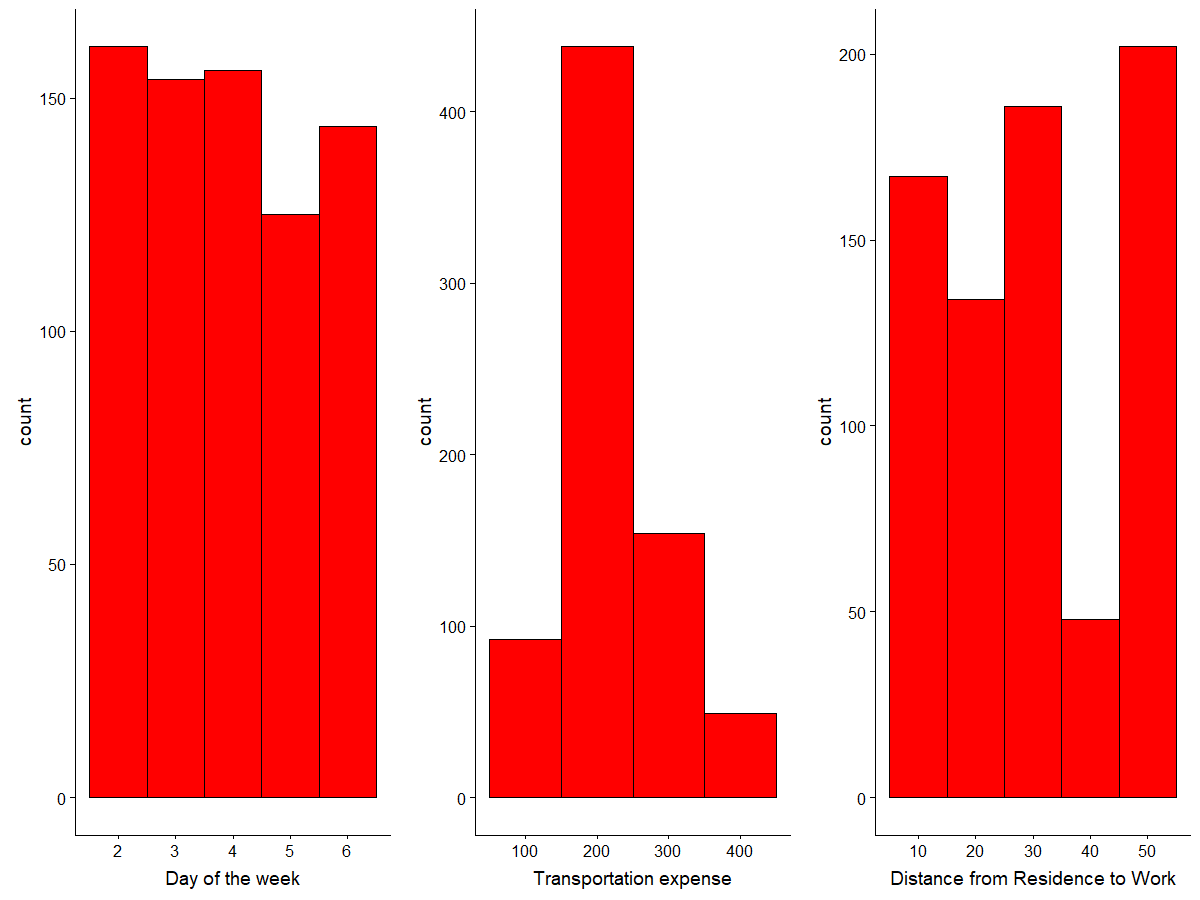 count
150
100
50
0
2 3 4 5 6
Day of the week
count
400
300
200
100
0
100 200 300 400
Transportation expense
count
200
150
100
50
0
10 20 30 40 50
Distance from Residence to Work